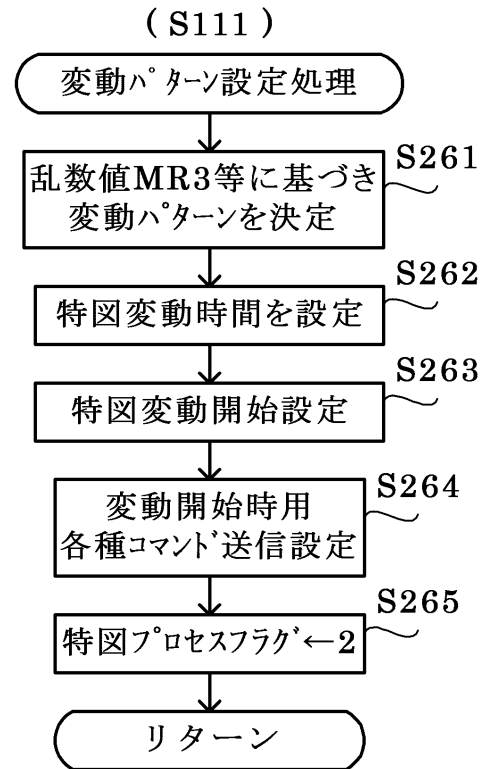 (S111)
変動パターン設定処理
S261
乱数値MR3等に基づき
変動パターンを決定
S262
特図変動時間を設定
S263
特図変動開始設定
S264
変動開始時用
各種コマンド送信設定
S265
特図プロセスフラグ←2
リターン